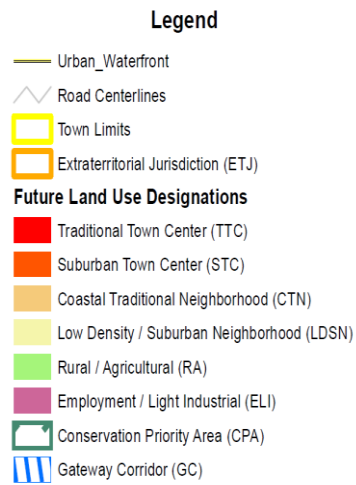 Legend
Urban_Waterfront
Road Centerlines
Town Limits
Extraterritorial Jurisdiction (ETJ)
Future Land Use Designations
Traditional Town Center (TTC)
Suburban Town Center (STC)
Coastal Traditional Neighborhood (CTN)
Low Density / Suburban Neighborhood (LDSN)
Rural / Agricultural (RA)
Employment / Light Industrial (ELI)
Conservation Priority Area (CPA)
Gateway Corridor (GC)